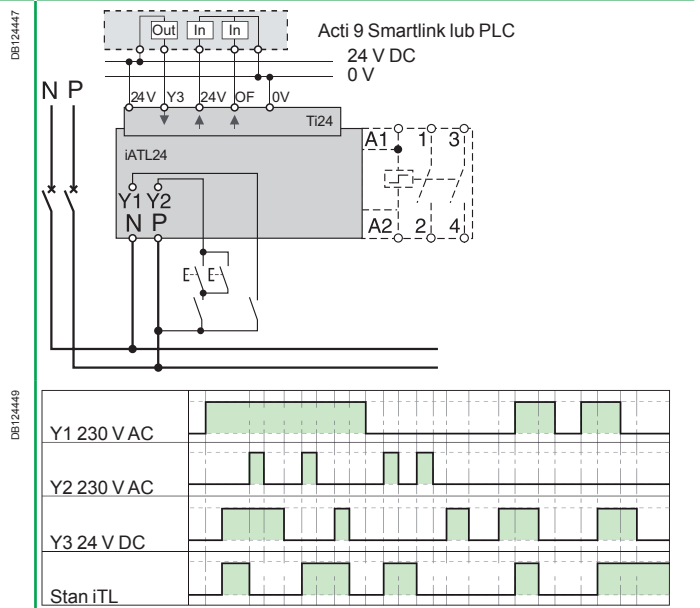 DB124447
Out In In
Acti 9 Smartlink lub PLC
24 V DC
0 V
N P
24V Y3 24V OF 0V
Ti24
iATL24
A1 1 3
Y1 Y2
N P
A2 2 4
E E
DB124449
Y1 230 V AC
Y2 230 V AC
Y3 24 V DC
Stan iTL